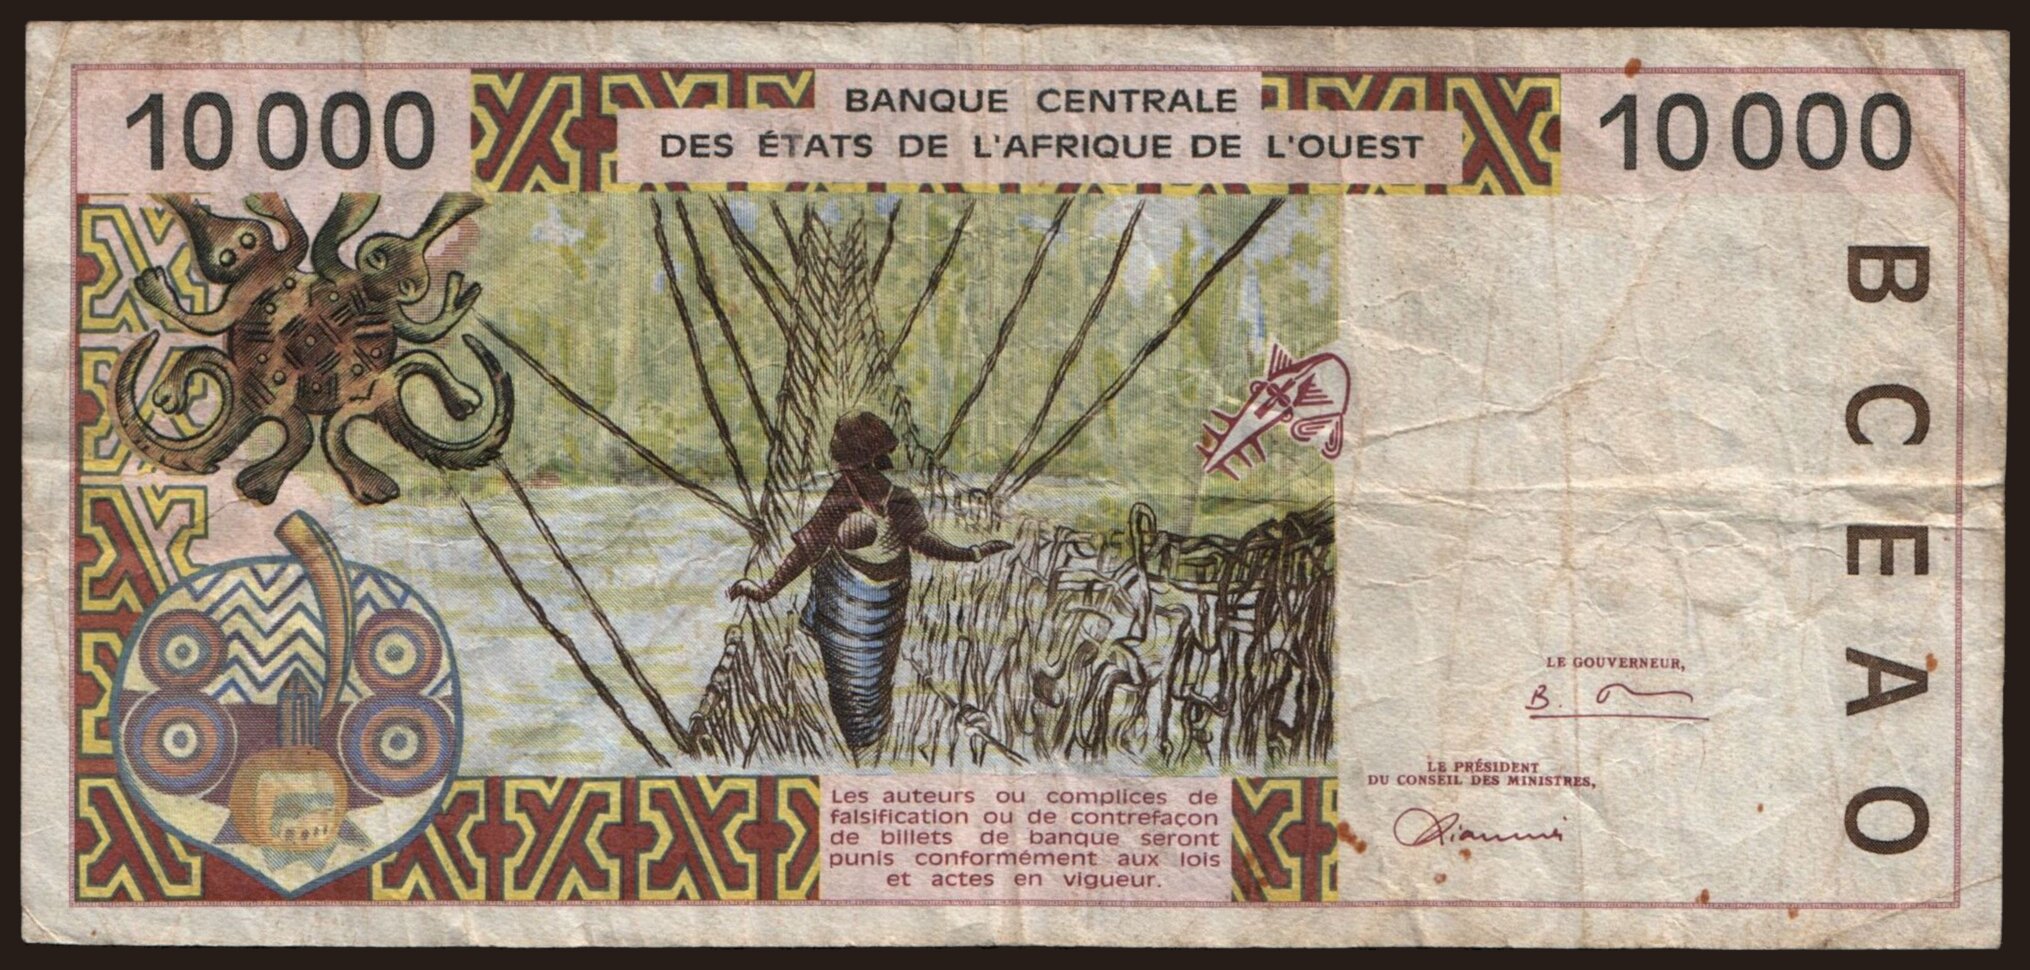 10 000
BANQUE CENTRALE
DES ÉTATS DE L'AFRIQUE DE L'OUEST
10 000
BCEAO
LE GOUVERNEUR,
LE PRÉSIDENT
DU CONSEIL DES MINISTRES,
Les auteurs ou complices de
falsification ou de contrefaçon
de billets de banque seront
punis conformément aux lois
et actes en vigueur.